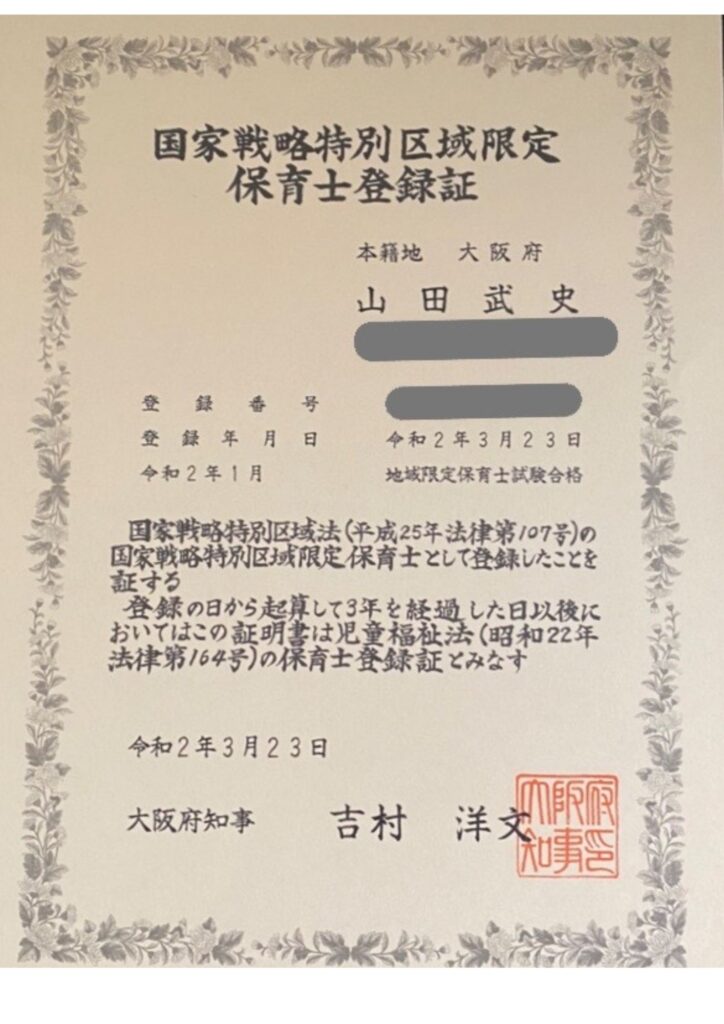 国家戦略特別区域限定
保育士登録証
本籍地 大阪府
山田武史
登録番号
登録年月日 令和2年3月23日
令和2年1月 地域限定保育士試験合格
国家戦略特別区域法(平成25年法律第107号)の
国家戦略特別区域限定保育士として登録したことを
証する
登録の日から起算して3年を経過した日以後に
おいてはこの証明書は児童福祉法(昭和22年
法律第164号)の保育士登録証とみなす
令和2年3月23日
大阪府知事 吉村 洋文
大阪府知事印